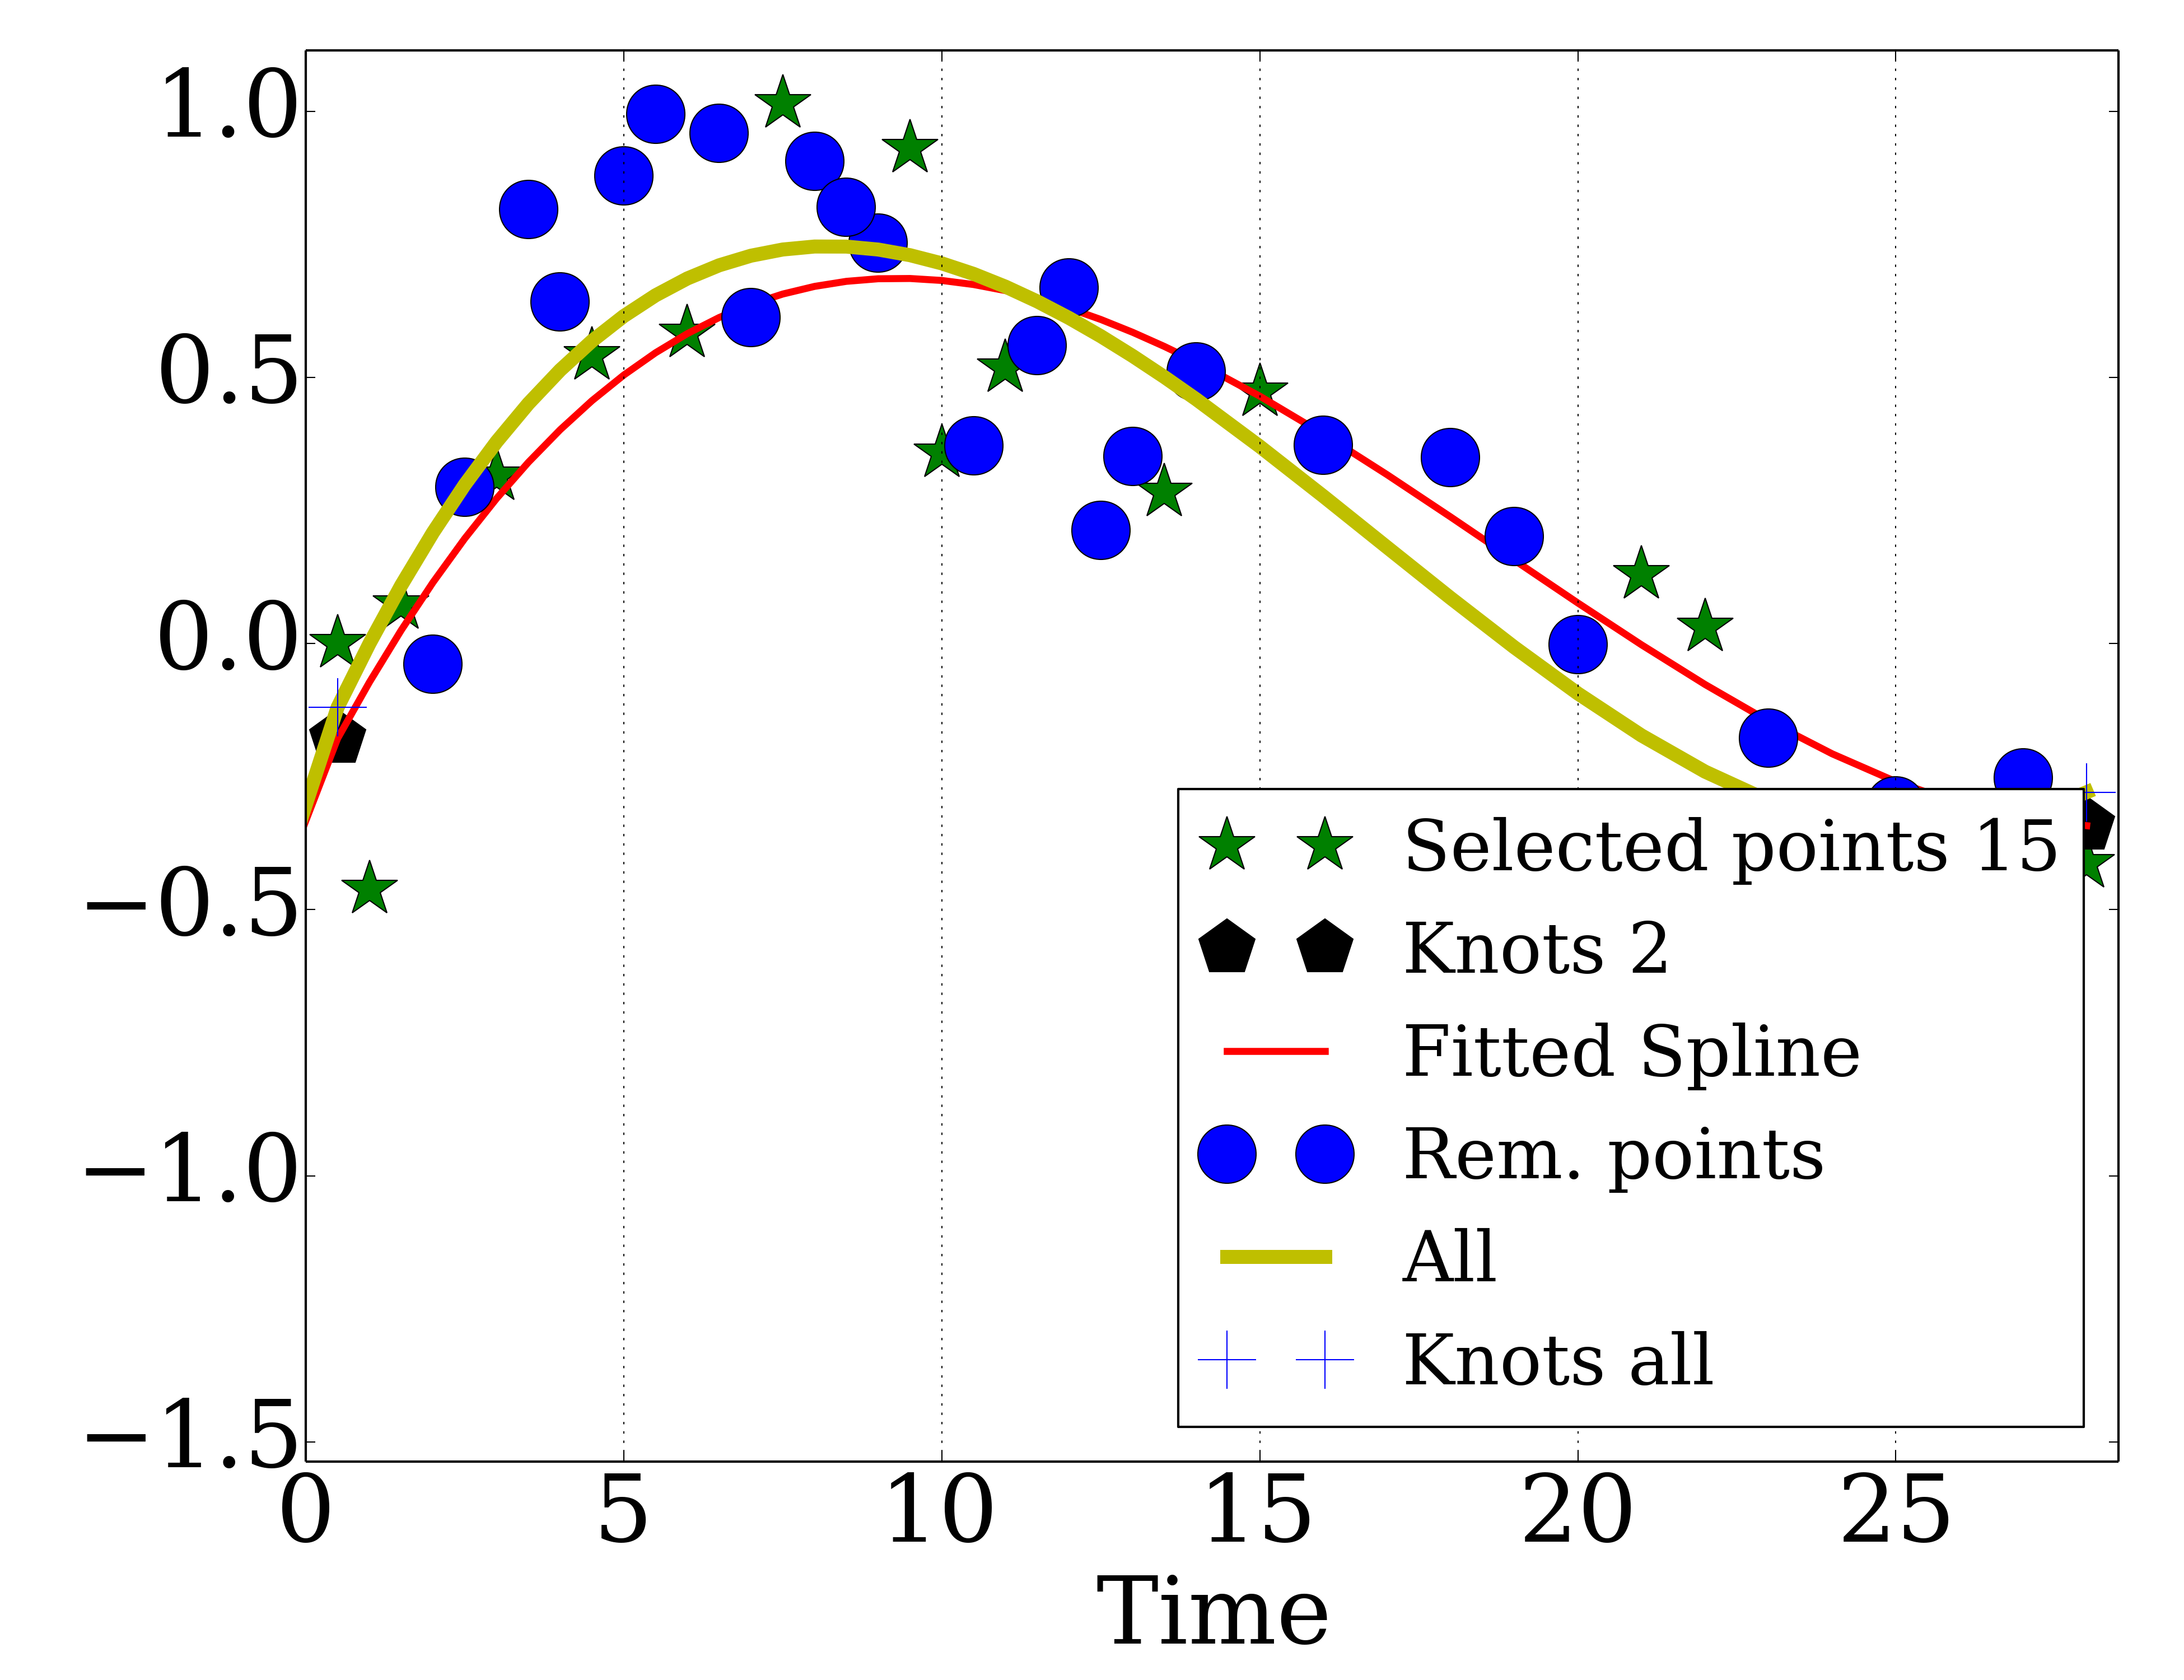 1.0
0.5
0.0
−0.5
−1.0
−1.5
0 5 10 15 20 25
Time
Selected points 15
Knots 2
Fitted Spline
Rem. points
All
Knots all